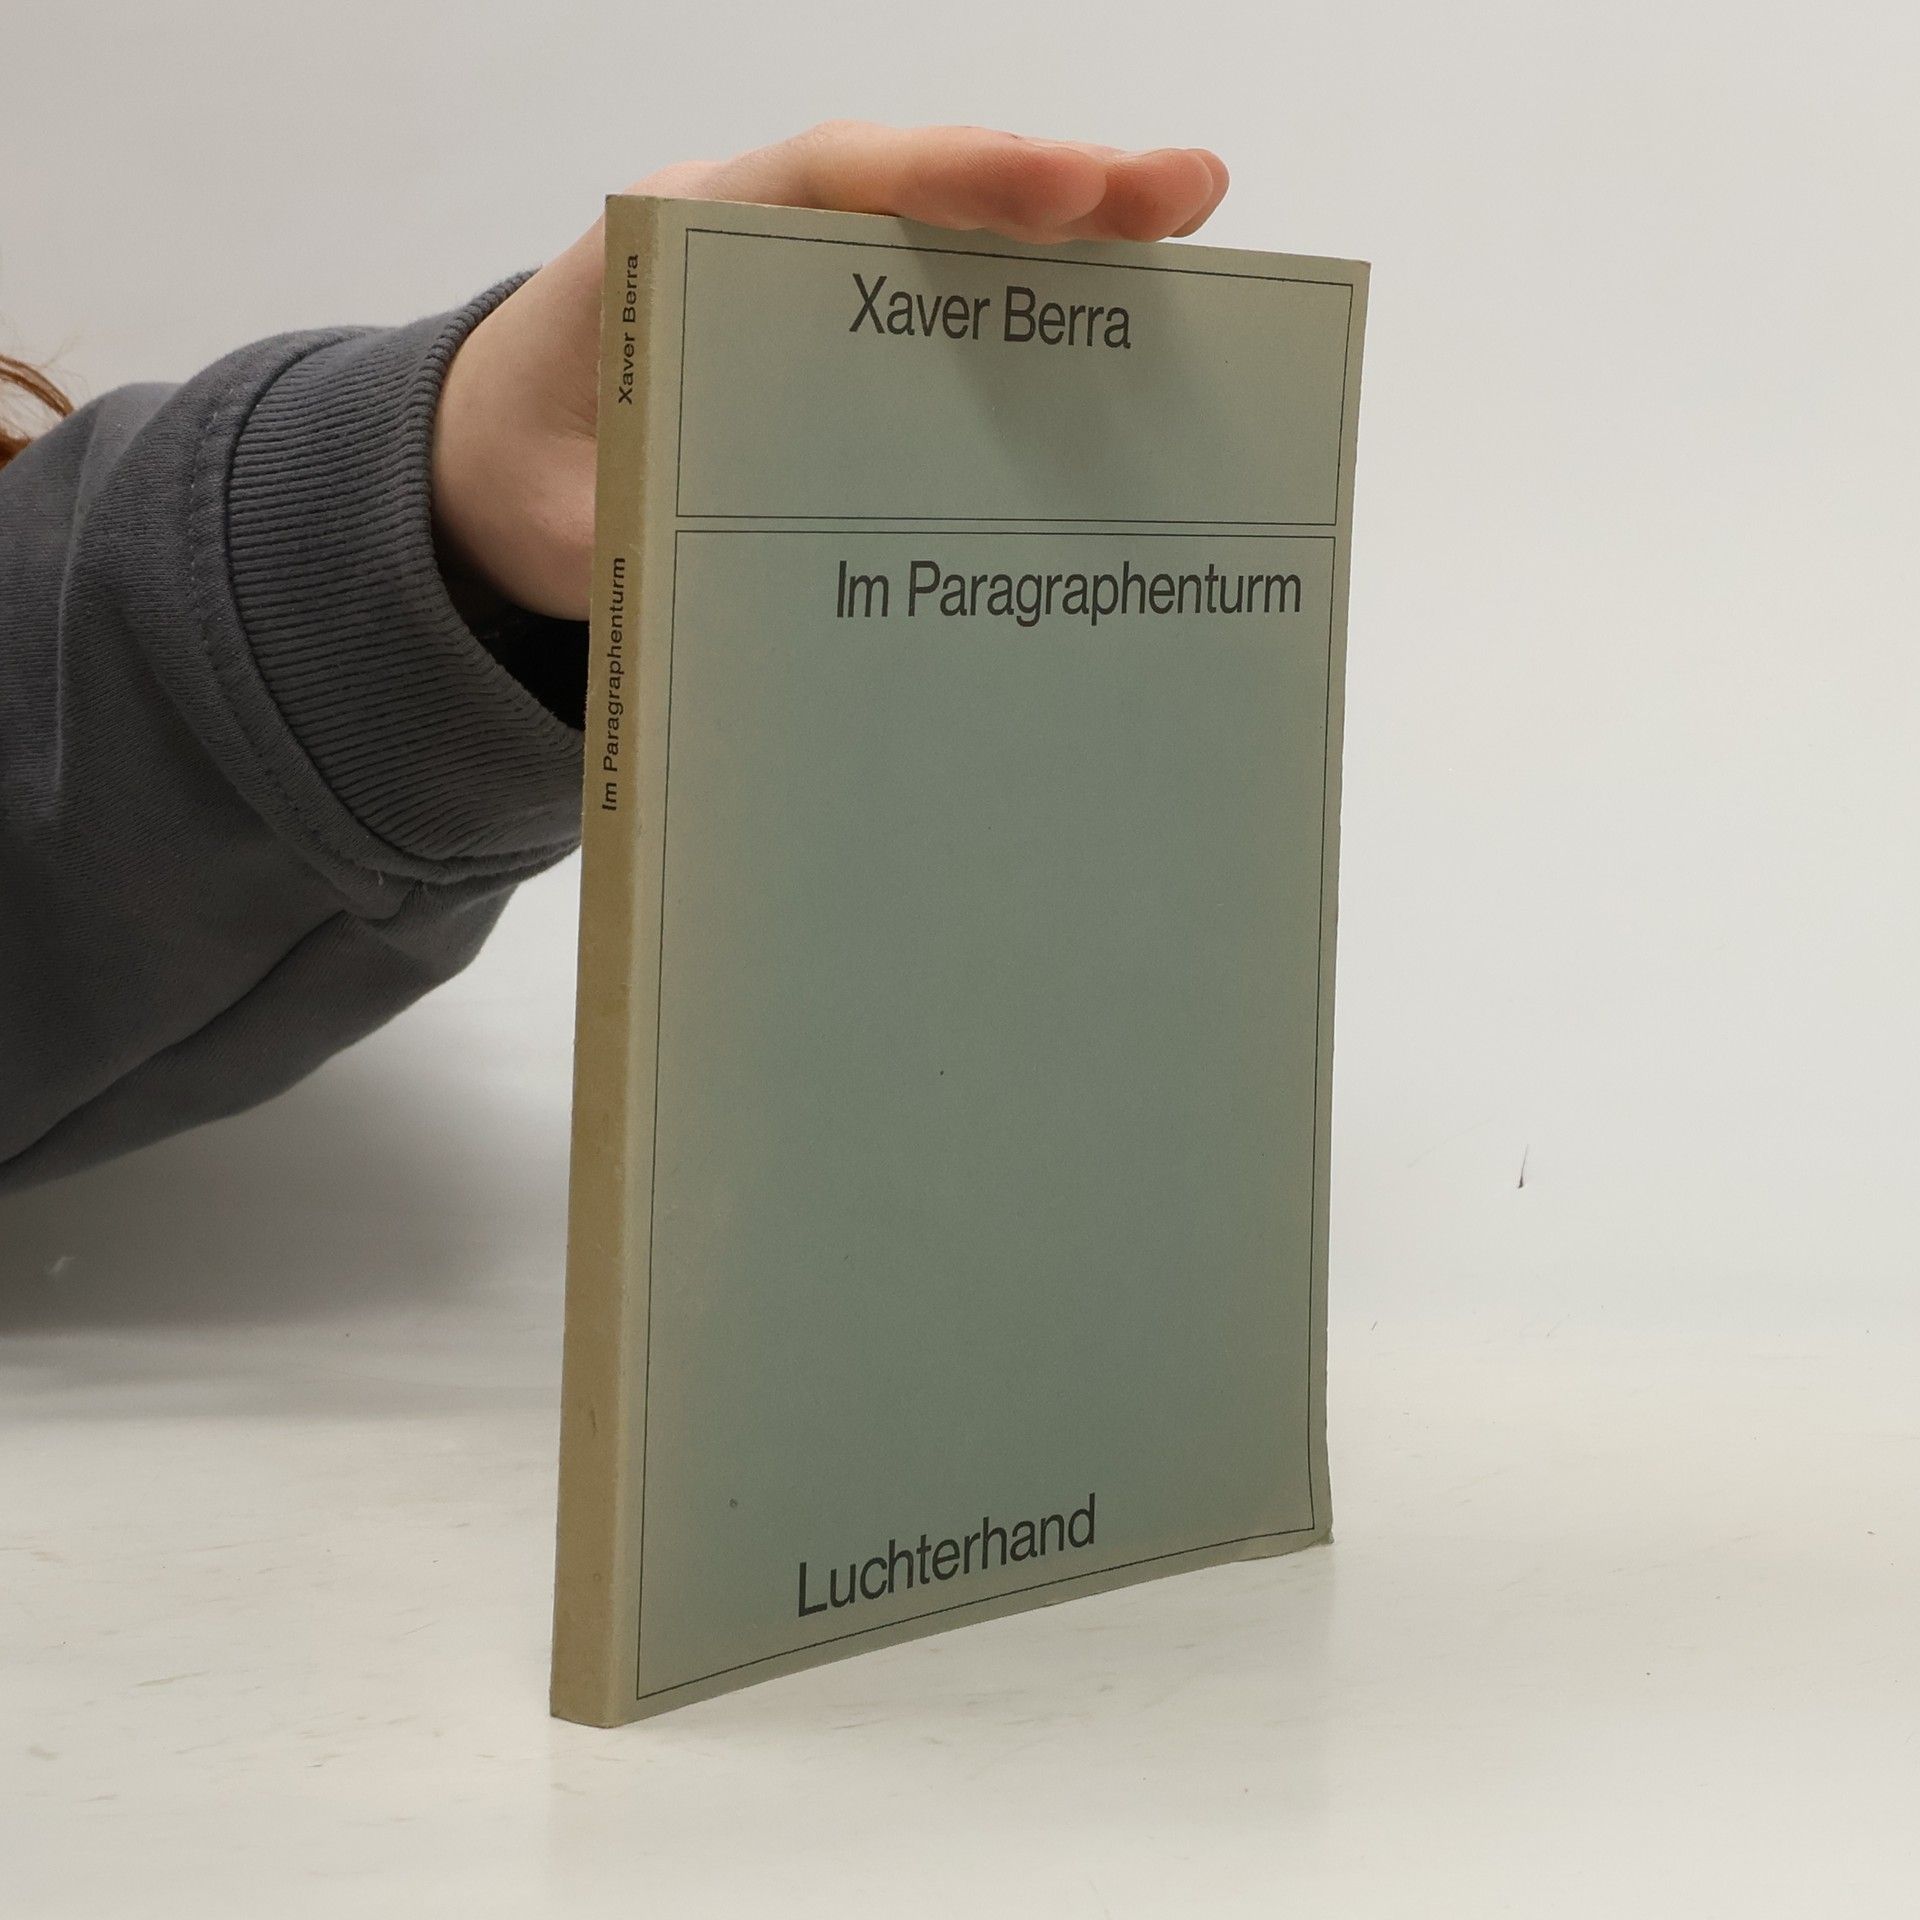 Xaver Berra
Im Paragraphenturm
Luchterhand
Im Paragraphenturm
Xaver Berra